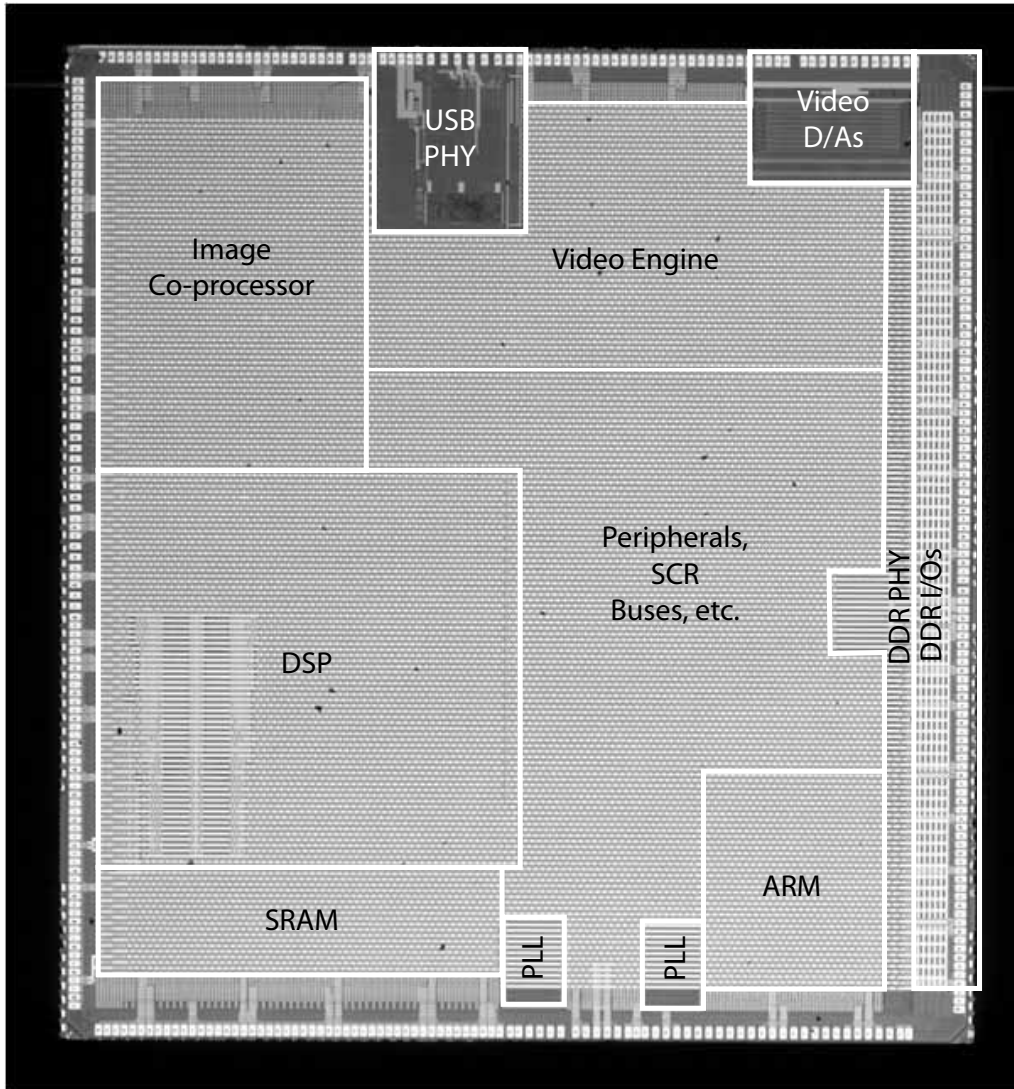 USB
PHY
Video
D/As
Image
Co-processor
Video Engine
Peripherals,
SCR
Buses, etc.
DDR PHY
DDR I/Os
DSP
ARM
SRAM
PLL
PLL